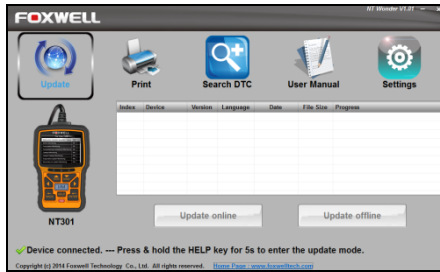 NT Wonder V1.01
FOXWELL
Update
Print
Search DTC
User Manual
Settings
Index Device Version Language Date File Size Progress
FOXWELL
NT301
Update online
Update offline
Device connected. --- Press & hold the HELP key for 5s to enter the update mode.
Copyright (c) 2014 Foxwell Technology Co., Ltd. All rights reserved. Home Page : www.foxwelltech.com